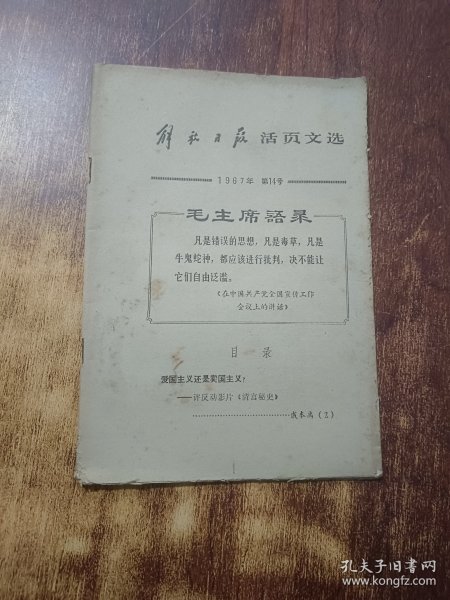 解放日报 活页文选
1967年 第14号
毛主席語录
凡是错误的思想，凡是毒草，凡是
牛鬼蛇神，都应该进行批判，决不能让
它们自由泛滥。
《在中国共产党全国宣传工作
会议上的讲话》
目录
爱国主义还是卖国主义？
——评反动影片《清宫秘史》
戚本禹（2）
孔夫子旧书网
www.kongfz.com